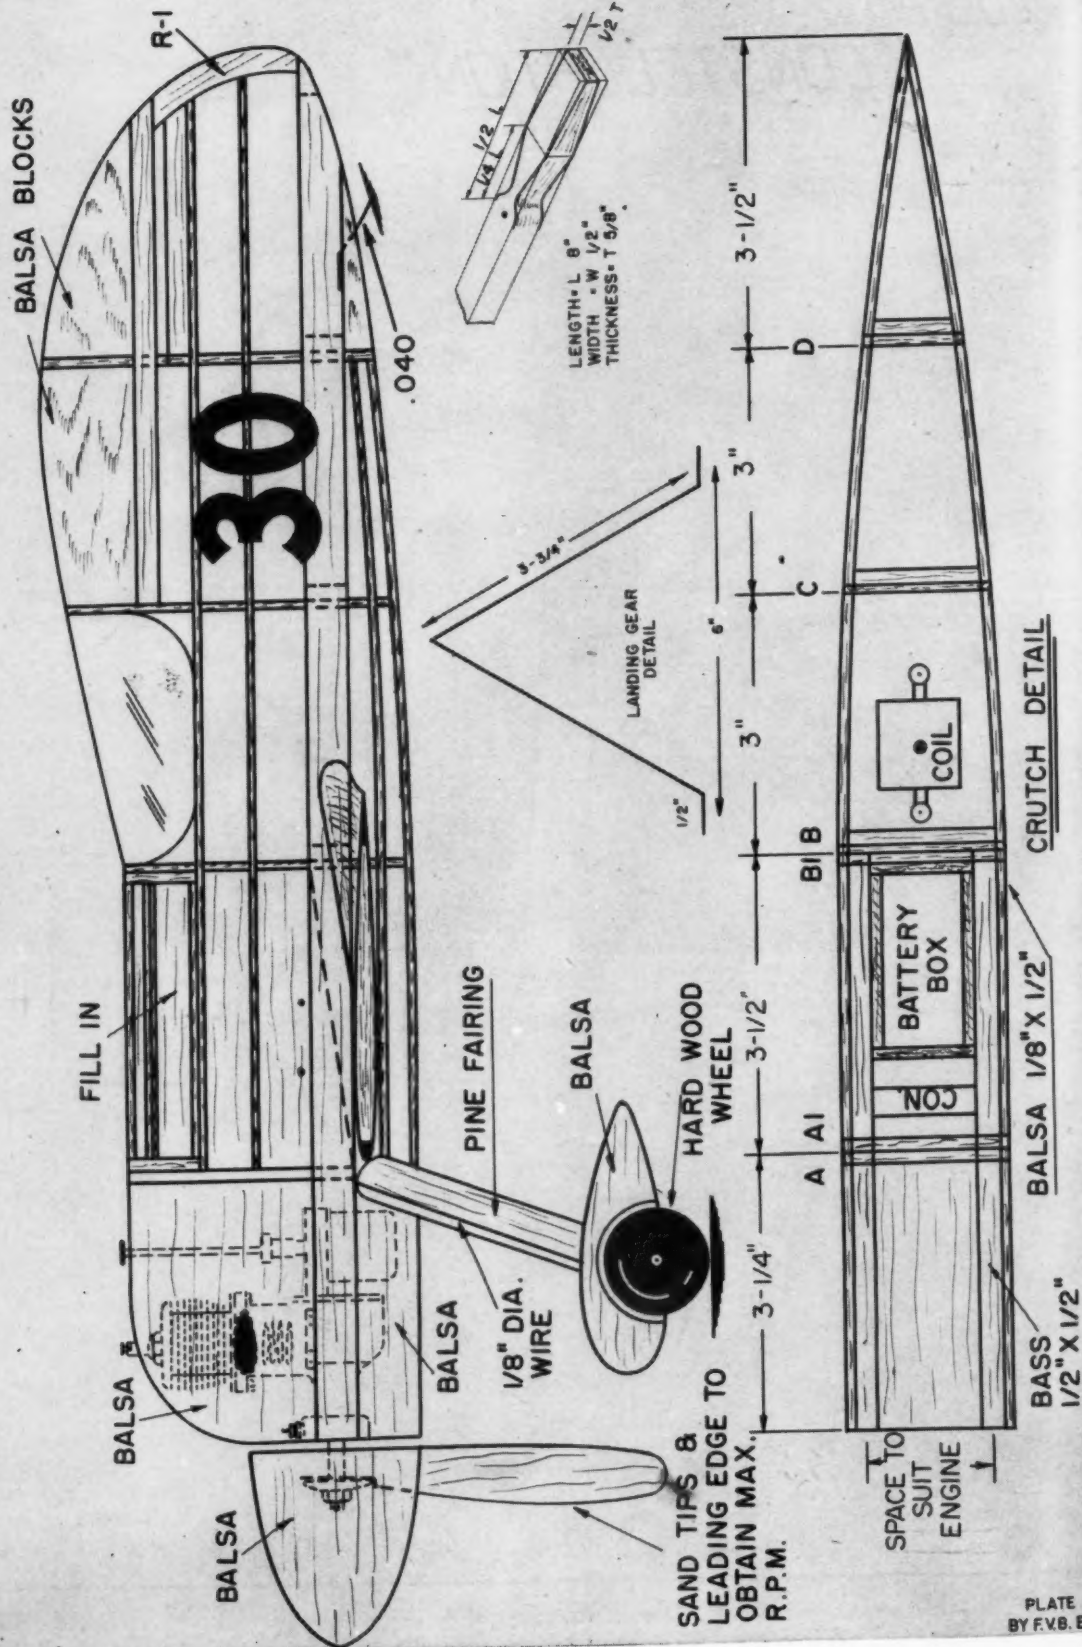 R-1
BALSA BLOCKS
FILL IN
BALSA
BALSA
30
.040
BALSA
1/8" DIA.
WIRE
PINE FAIRING
BALSA
HARD WOOD
WHEEL
SAND TIPS &
LEADING EDGE TO
OBTAIN MAX.
R.P.M.
1/4 L
1/2 L
1/2 T
LENGTH = L 8"
WIDTH = W 1/2"
THICKNESS = T 5/8"
3-3/4"
LANDING GEAR
DETAIL
6"
1/2"
3-1/4"
3-1/2"
3"
3"
3-1/2"
A
A1
B1
B
C
D
SPACE TO
SUIT
ENGINE
CON.
BATTERY
BOX
COIL
BASS
1/2" X 1/2"
BALSA 1/8" X 1/2"
CRUTCH DETAIL
PLATE
BY F.V.B.